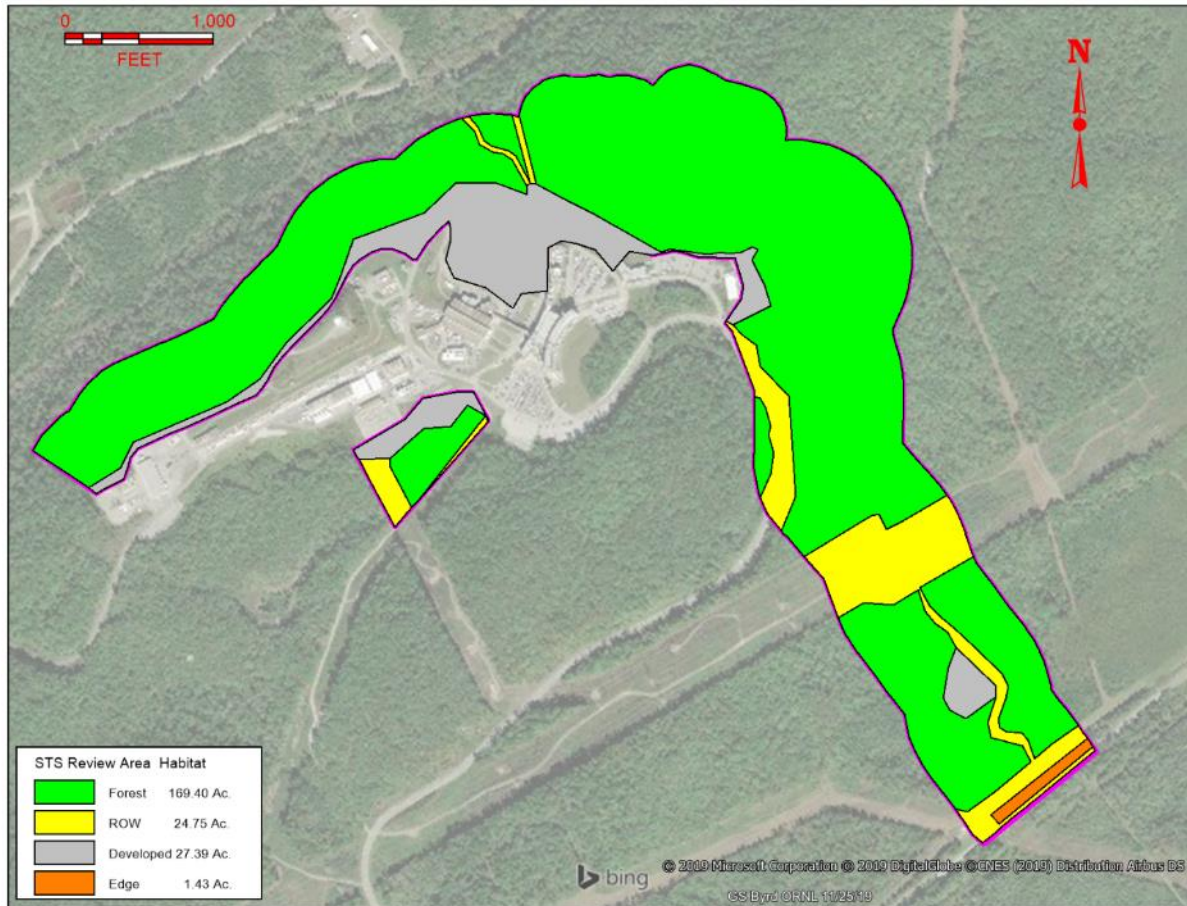 0 1,000
FEET
N
STS Review Area Habitat
Forest 169.40 Ac.
ROW 24.75 Ac.
Developed 27.39 Ac.
Edge 1.43 Ac.
bing
© 2019 Microsoft Corporation © 2019 DigitalGlobe ©CNES (2019) Distribution Airbus DS
GS Byrd ORNL 11/25/19